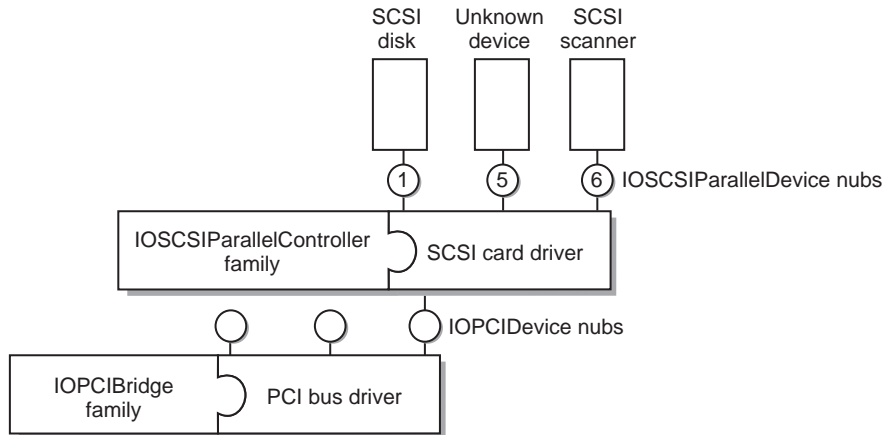 SCSI
disk
Unknown
device
SCSI
scanner
1
5
6
IOSCSIParallelDevice nubs
IOSCSIParallelController
family
SCSI card driver
IOPCIDevice nubs
IOPCIBridge
family
PCI bus driver